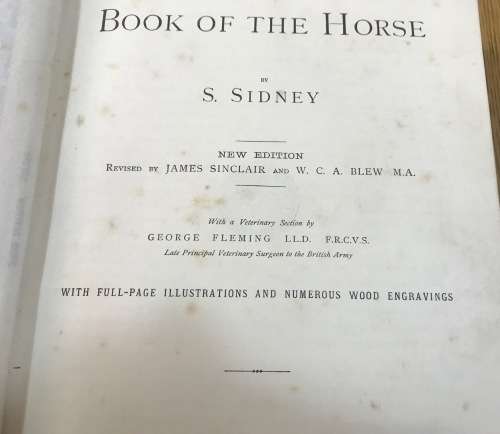 BOOK OF THE HORSE
BY
S. SIDNEY
NEW EDITION
REVISED BY JAMES SINCLAIR AND W. C. A. BLEW M.A.
With a Veterinary Section by
GEORGE FLEMING LL.D. F.R.C.V.S.
Late Principal Veterinary Surgeon to the British Army
WITH FULL-PAGE ILLUSTRATIONS AND NUMEROUS WOOD ENGRAVINGS